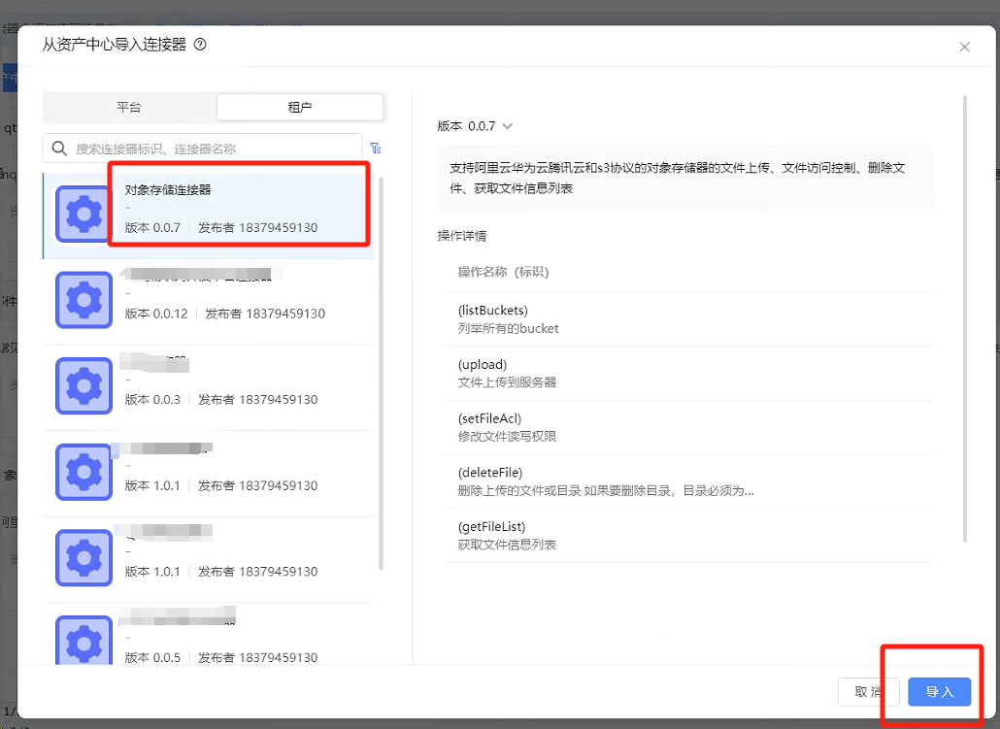 从资产中心导入连接器
平台
租户
搜索连接器标识、连接器名称
对象存储连接器
-
版本 0.0.7 发布者 18379459130
-
版本 0.0.12 发布者 18379459130
-
版本 0.0.3 发布者 18379459130
-
版本 1.0.1 发布者 18379459130
-
版本 1.0.1 发布者 18379459130
-
版本 0.0.5 发布者 18379459130
版本 0.0.7
支持阿里云华为云腾讯云和s3协议的对象存储器的文件上传、文件访问控制、删除文
件、获取文件信息列表
操作详情
操作名称（标识）
(listBuckets)
列举所有的bucket
(upload)
文件上传到服务器
(setFileAcl)
修改文件读写权限
(deleteFile)
删除上传的文件或目录 如果要删除目录，目录必须为...
(getFileList)
获取文件信息列表
取 消
导 入